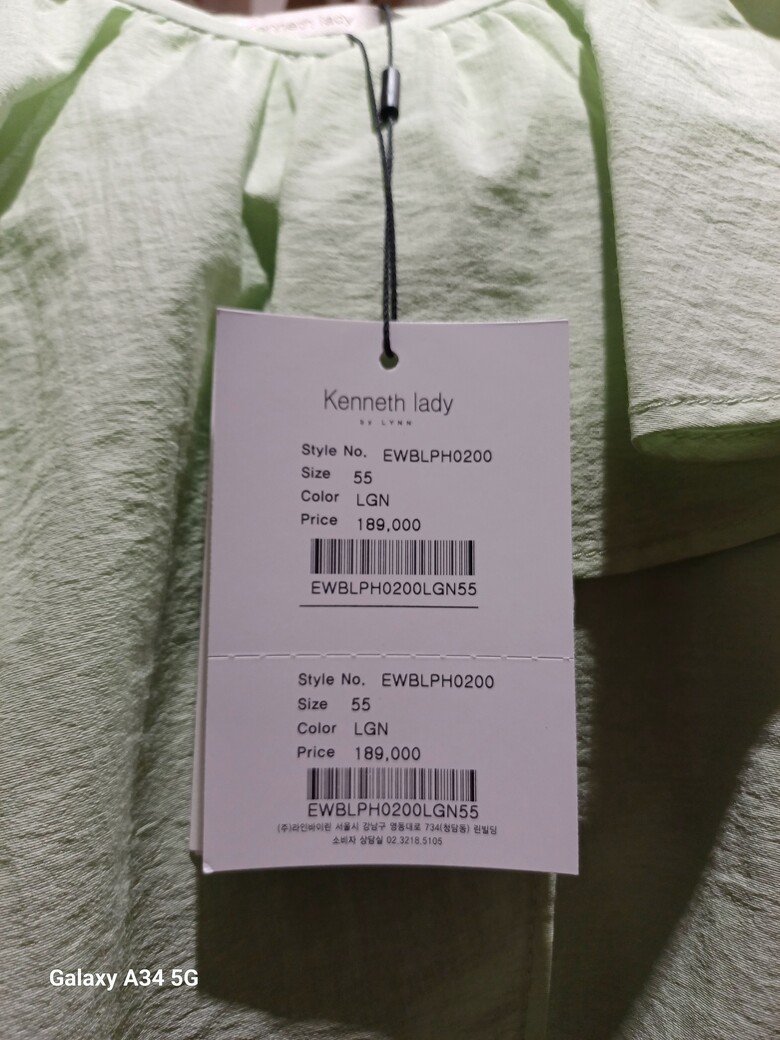 Kenneth lady
Kenneth lady
by LYNN
Style No. EWBLPH0200
Size 55
Color LGN
Price 189,000
EWBLPH0200LGN55
Style No. EWBLPH0200
Size 55
Color LGN
Price 189,000
EWBLPH0200LGN55
(주)라인바이린 서울시 강남구 영동대로 734(청담동) 린빌딩
소비자 상담실 02.3218.5105
Galaxy A34 5G